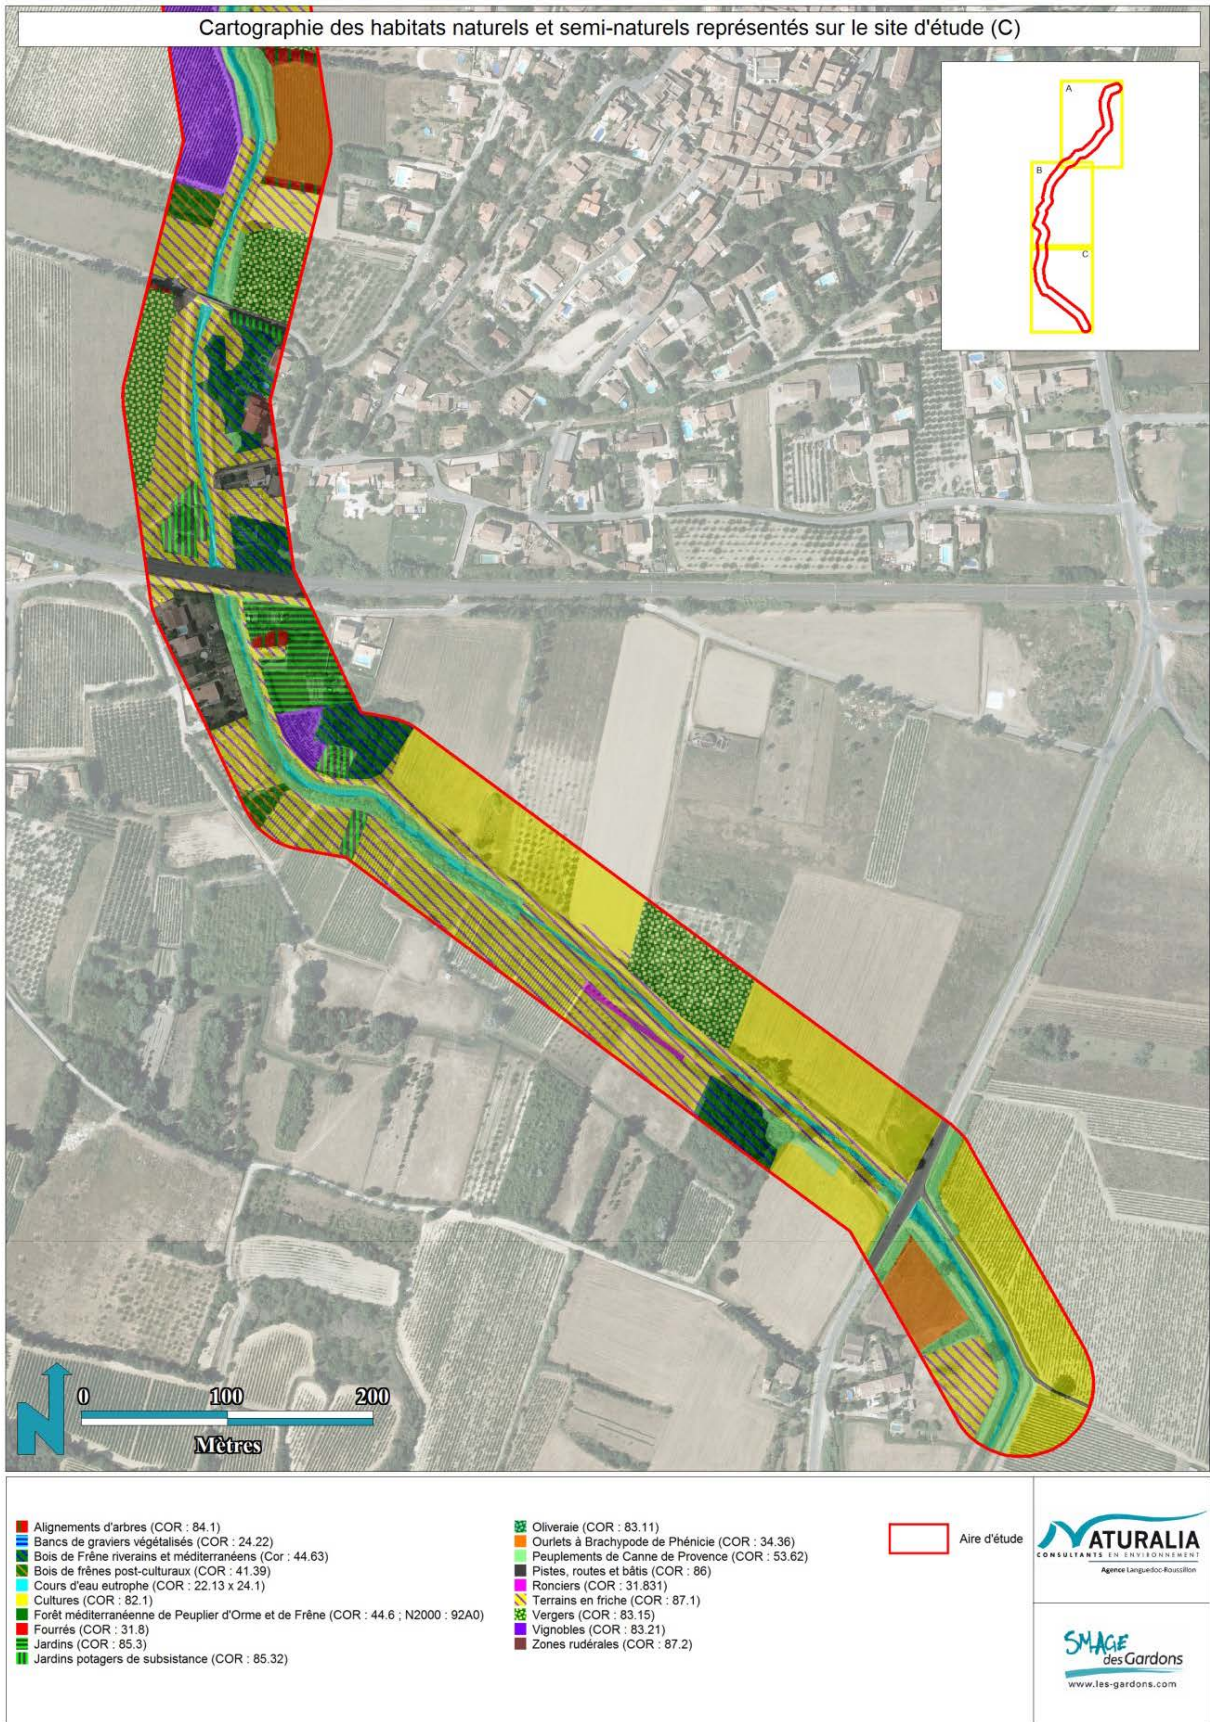 Cartographie des habitats naturels et semi-naturels représentés sur le site d'étude (C)
A
B
C
0 100 200
Mètres
N
Alignements d'arbres (COR : 84.1)
Bancs de graviers végétalisés (COR : 24.22)
Bois de Frêne riverains et méditerranéens (Cor : 44.63)
Bois de frênes post-culturaux (COR : 41.39)
Cours d'eau eutrophe (COR : 22.13 x 24.1)
Cultures (COR : 82.1)
Forêt méditerranéenne de Peuplier d'Orme et de Frêne (COR : 44.6 ; N2000 : 92A0)
Fourrés (COR : 31.8)
Jardins (COR : 85.3)
Jardins potagers de subsistance (COR : 85.32)
Oliveraie (COR : 83.11)
Ourlets à Brachypode de Phénicie (COR : 34.36)
Peuplements de Canne de Provence (COR : 53.62)
Pistes, routes et bâtis (COR : 86)
Ronciers (COR : 31.831)
Terrains en friche (COR : 87.1)
Vergers (COR : 83.15)
Vignobles (COR : 83.21)
Zones rudérales (COR : 87.2)
Aire d'étude
NATURALIA
CONSULTANTS EN ENVIRONNEMENT
Agence Languedoc-Roussillon
SMAGE
des Gardons
www.les-gardons.com